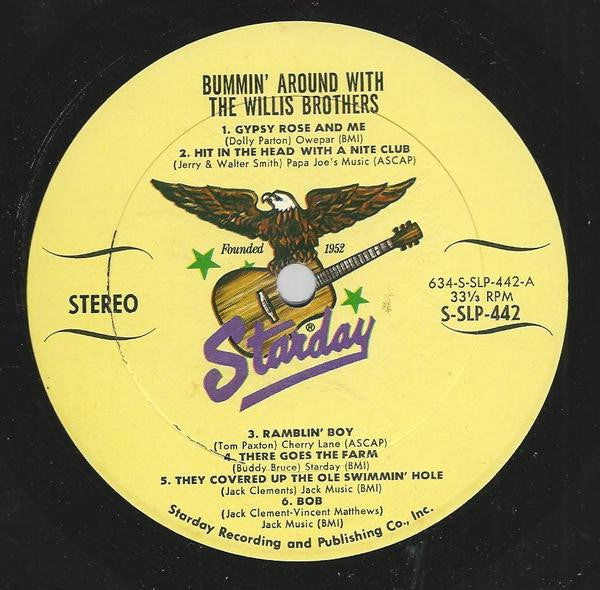 BUMMIN' AROUND WITH
THE WILLIS BROTHERS
1. GYPSY ROSE AND ME
(Dolly Parton) Owepar (BMI)
2. HIT IN THE HEAD WITH A NITE CLUB
(Jerry & Walter Smith) Papa Joe's Music (ASCAP)
Founded 1952
STEREO
634-S-SLP-442-A
33⅓ RPM
S-SLP-442
Starday®
3. RAMBLIN' BOY
(Tom Paxton) Cherry Lane (ASCAP)
4. THERE GOES THE FARM
(Buddy Bruce) Starday (BMI)
5. THEY COVERED UP THE OLE SWIMMIN' HOLE
(Jack Clements) Jack Music (BMI)
6. BOB
(Jack Clement-Vincent Matthews)
Jack Music (BMI)
Starday Recording and Publishing Co., Inc.